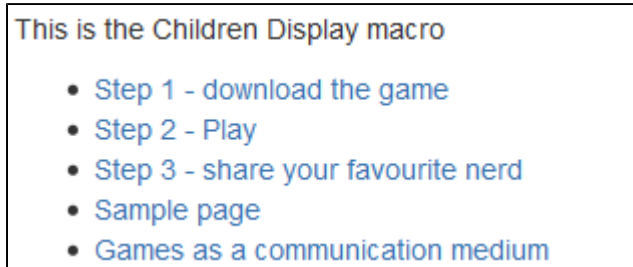 This is the Children Display macro
Step 1 - download the game
Step 2 - Play
Step 3 - share your favourite nerd
Sample page
Games as a communication medium